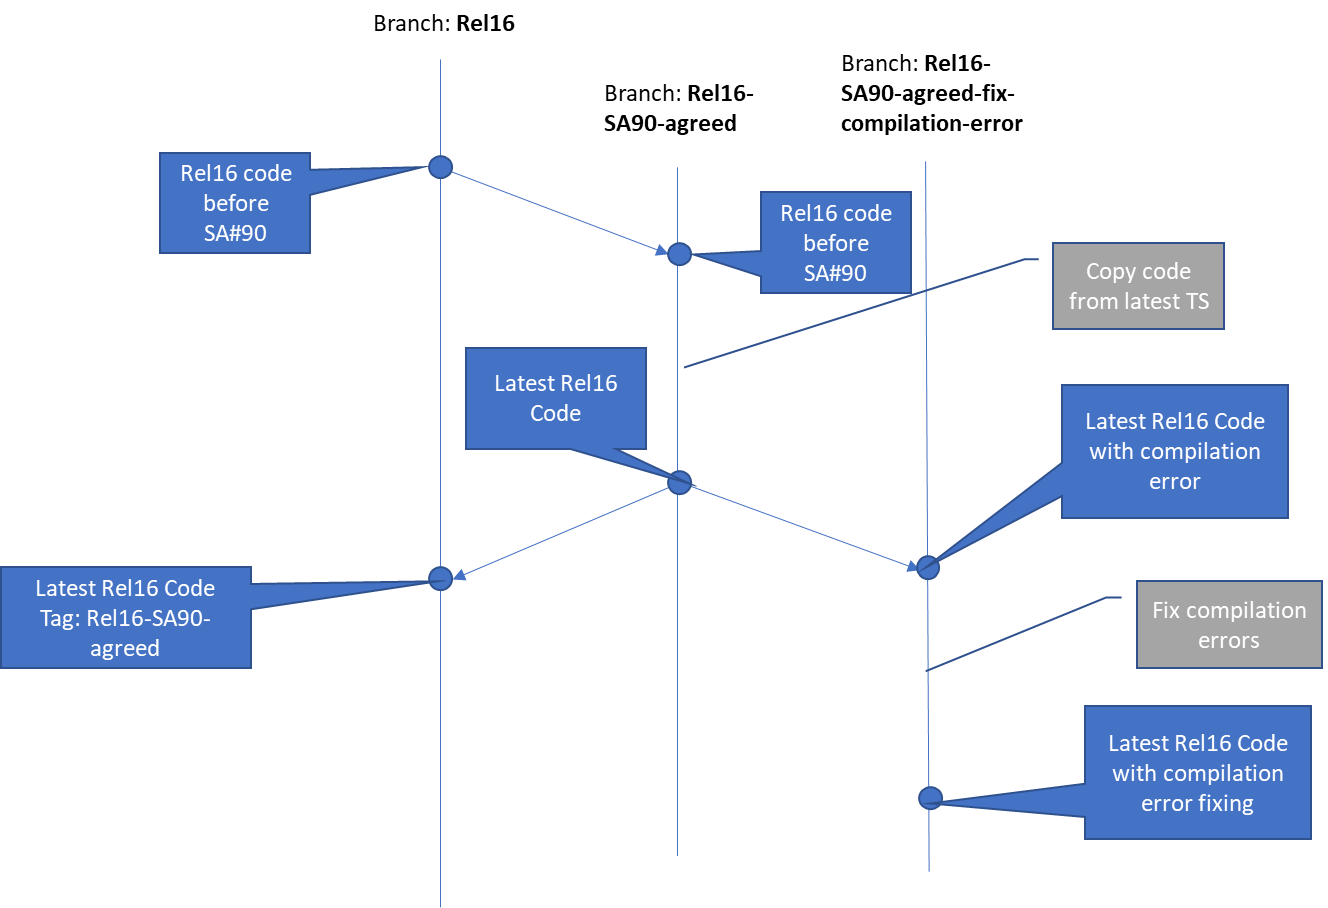 Branch: Rel16
Branch: Rel16-
SA90-agreed-fix-
compilation-error
Branch: Rel16-
SA90-agreed
Rel16 code
before
SA#90
Rel16 code
before
SA#90
Copy code
from latest TS
Latest Rel16
Code
Latest Rel16 Code
with compilation
error
Latest Rel16 Code
Tag: Rel16-SA90-
agreed
Fix compilation
errors
Latest Rel16 Code
with compilation
error fixing